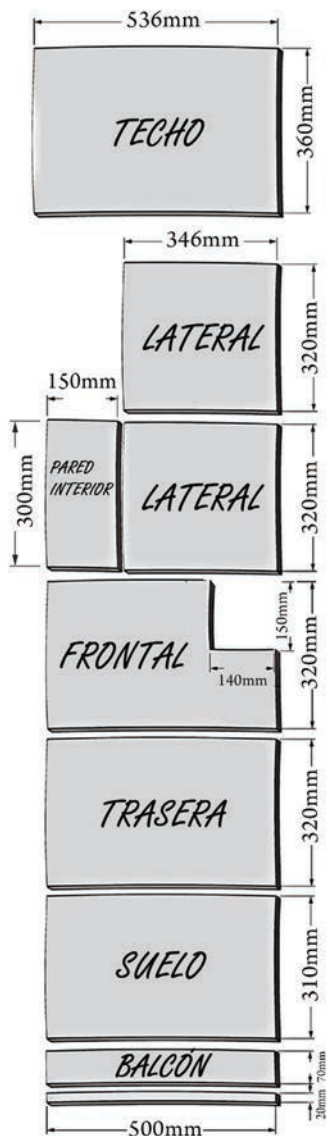 536mm
TECHO
360mm
346mm
LATERAL
320mm
150mm
PARED
INTERIOR
300mm
LATERAL
320mm
FRONTAL
150mm
140mm
320mm
TRASERA
320mm
SUELO
310mm
BALCÓN
70mm
20mm
500mm